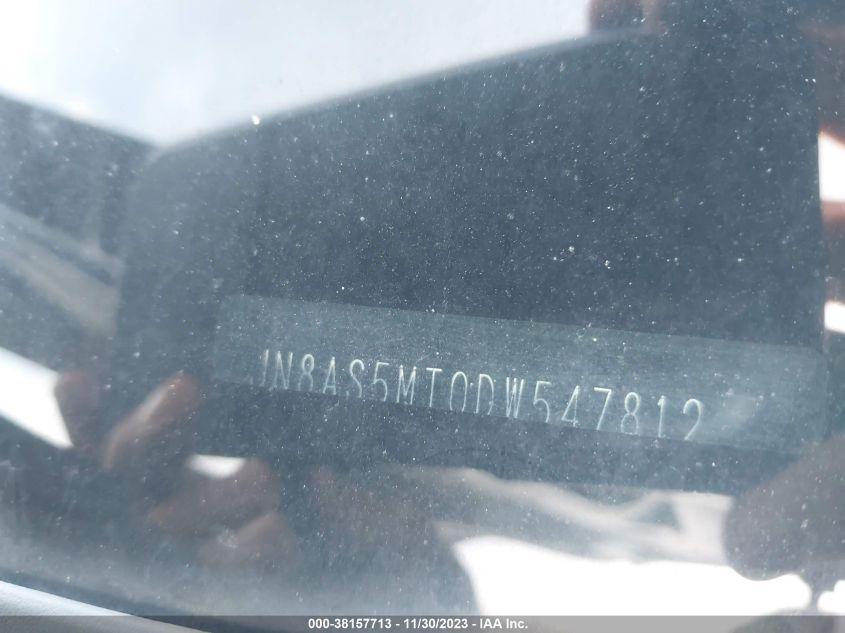 JN8AS5MT0DW547812
000-38157713 - 11/30/2023 - IAA Inc.